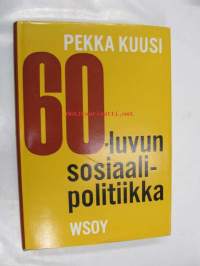 PEKKA KUUSI
60
-luvun
sosiaali-
politiikka
WSOY